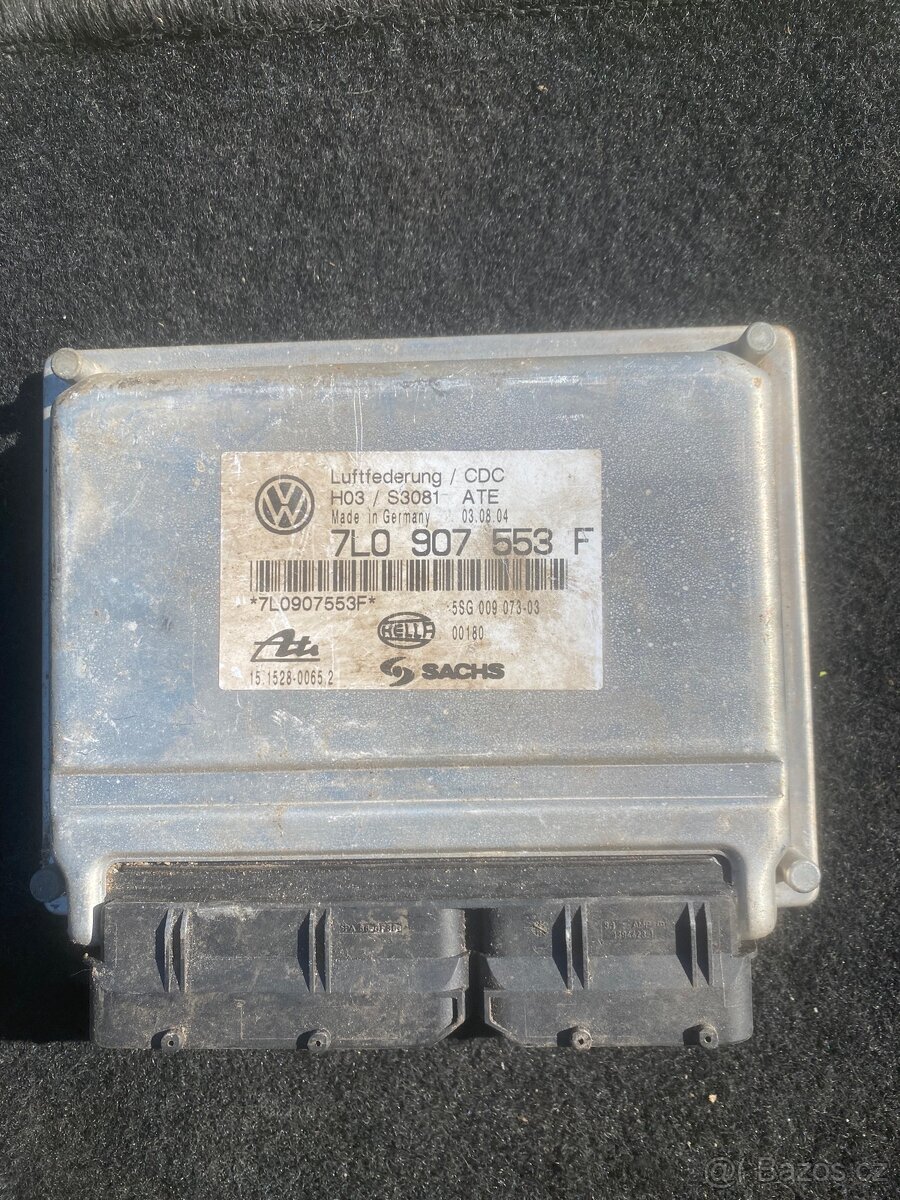 Luftfederung / CDC
H03 / S3081 ATE
Made in Germany 03.08.04
7L0 907 553 F
*7L0907553F*
5SG 009 073-03
HELLA
00180
Ate
SACHS
15.1528-0065.2
Bazos.cz